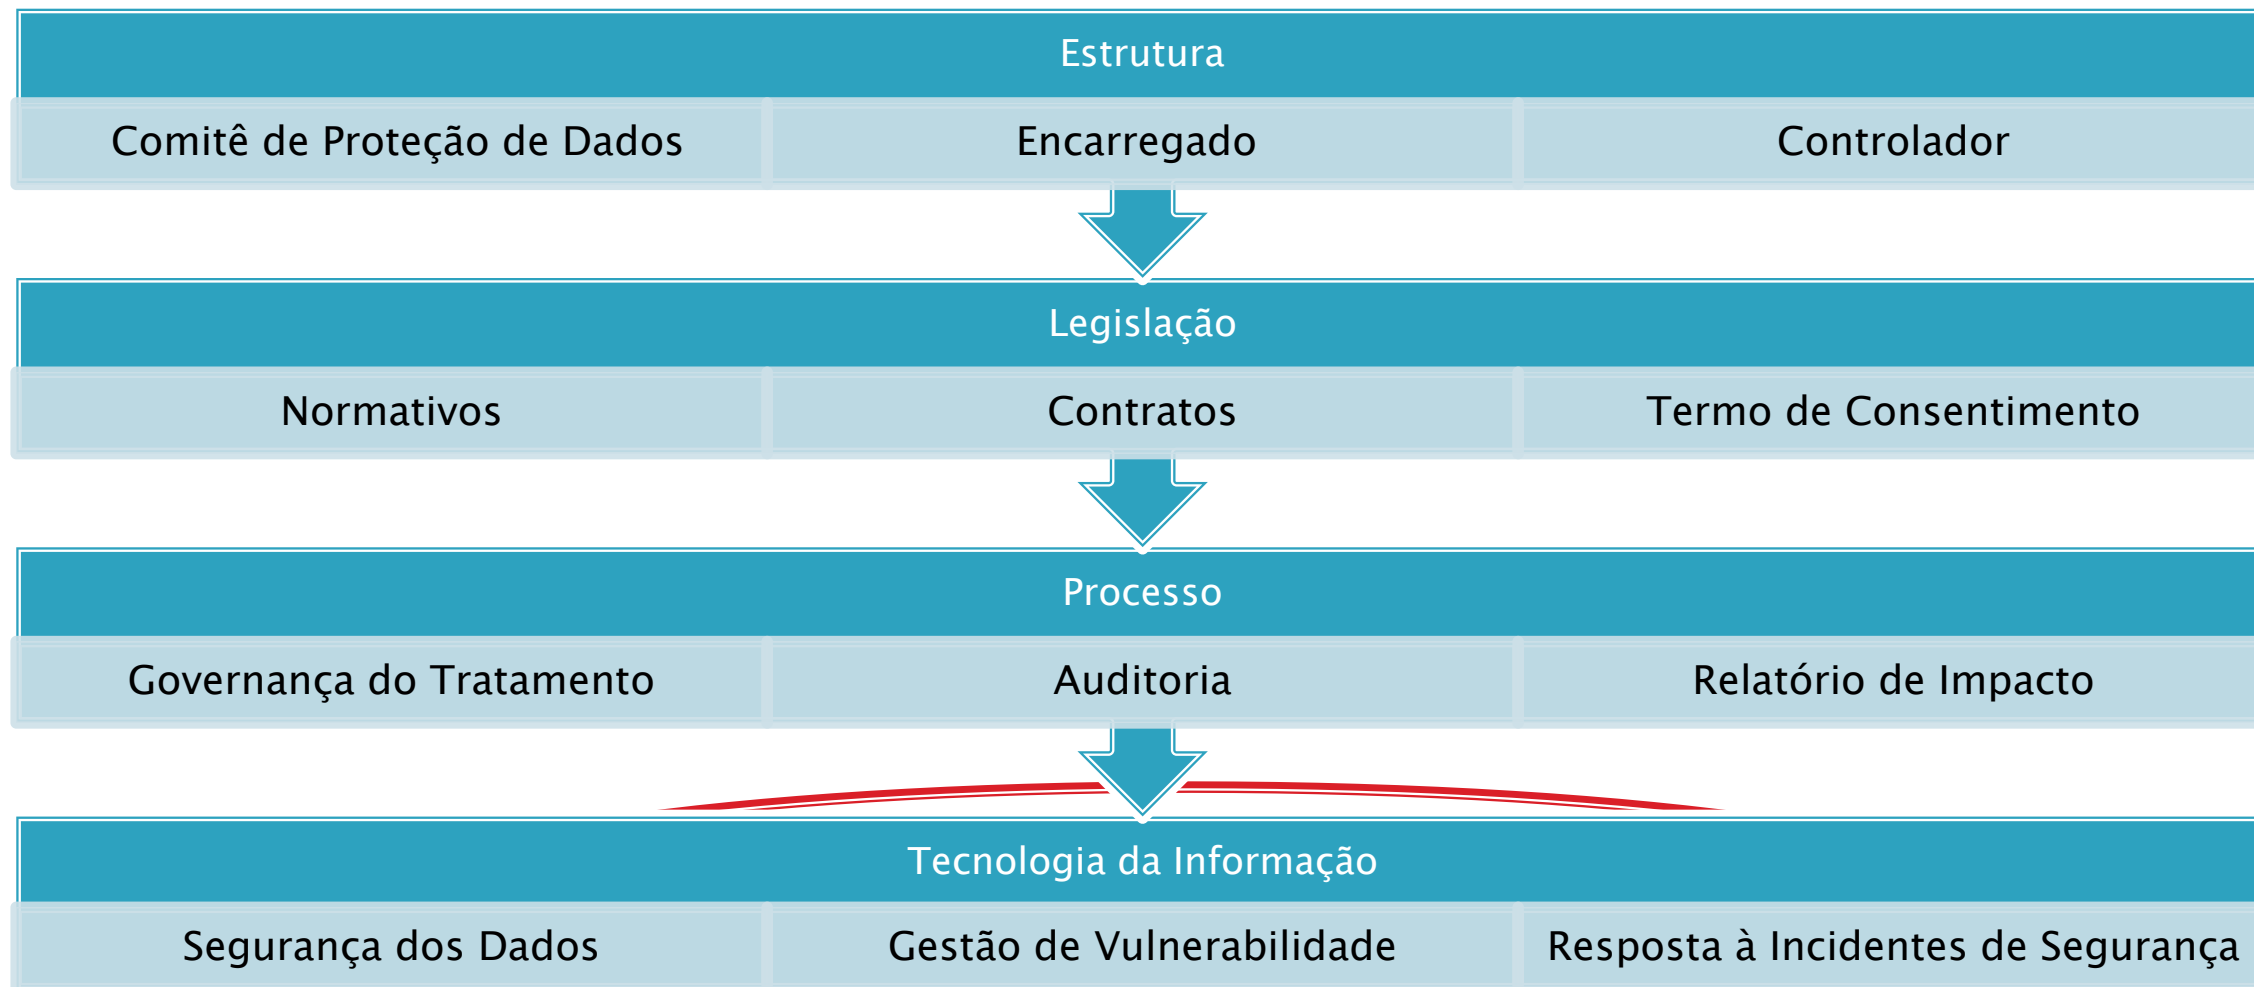 Estrutura
Comitê de Proteção de Dados
Encarregado
Controlador
Legislação
Normativos
Contratos
Termo de Consentimento
Processo
Governança do Tratamento
Auditoria
Relatório de Impacto
Tecnologia da Informação
Segurança dos Dados
Gestão de Vulnerabilidade
Resposta à Incidentes de Segurança